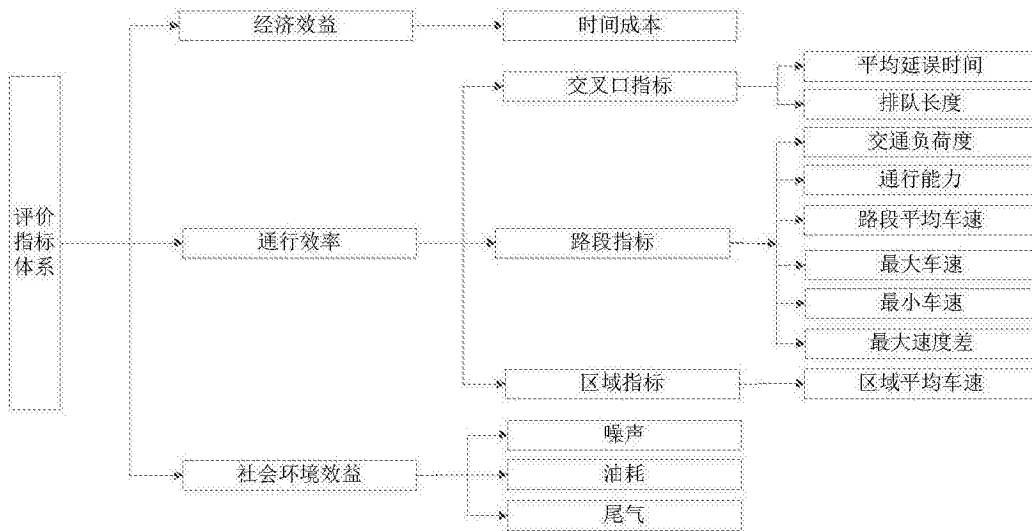 评价
指标
体系
经济效益
时间成本
通行效率
交叉口指标
平均延误时间
排队长度
路段指标
交通负荷度
通行能力
路段平均车速
最大车速
最小车速
最大速度差
区域指标
区域平均车速
社会环境效益
噪声
油耗
尾气